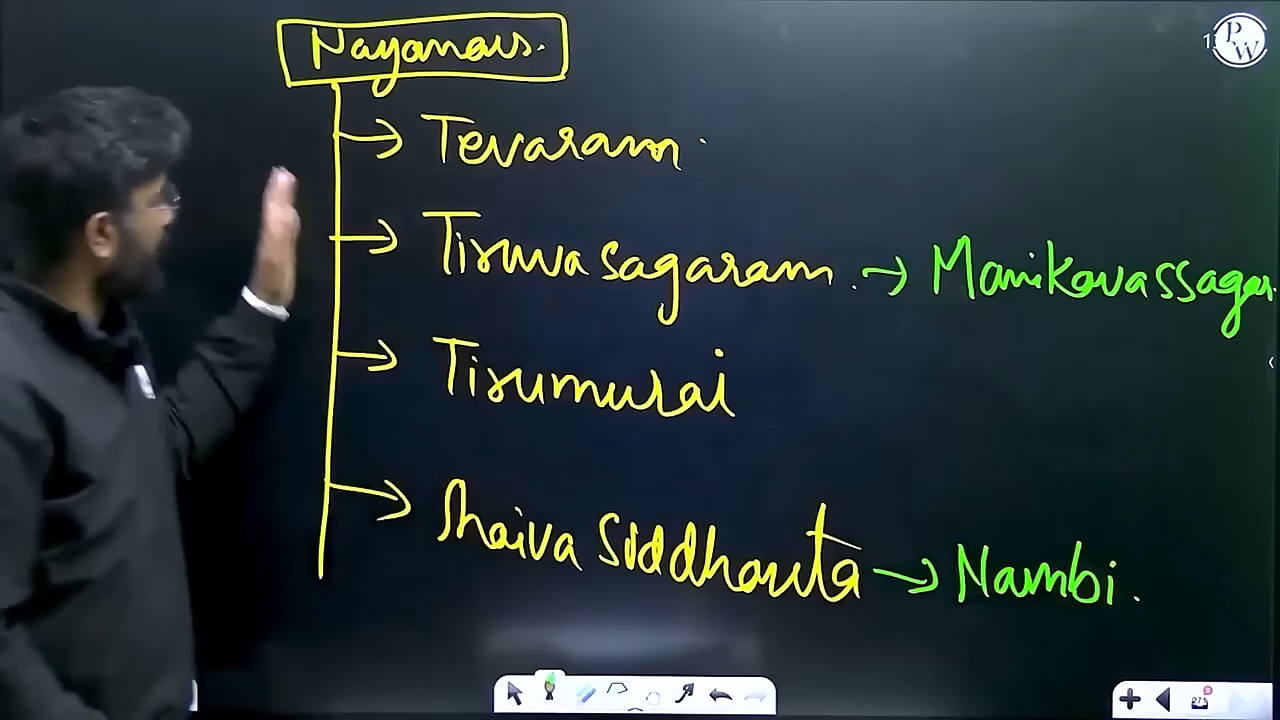 PW
Nayanars.
→ Tevaram
→ Tiruvasagaram. → Manikavassagar
→ Tirumurai
→ Shaiva Siddhanta → Nambi.